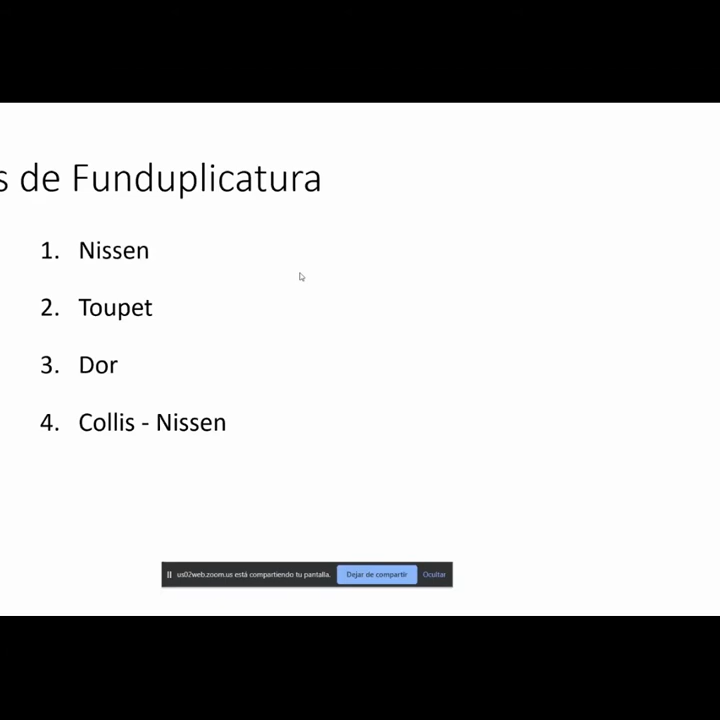 s de Funduplicatura
1. Nissen
2. Toupet
3. Dor
4. Collis - Nissen
us02web.zoom.us está compartiendo tu pantalla. Dejar de compartir Ocultar